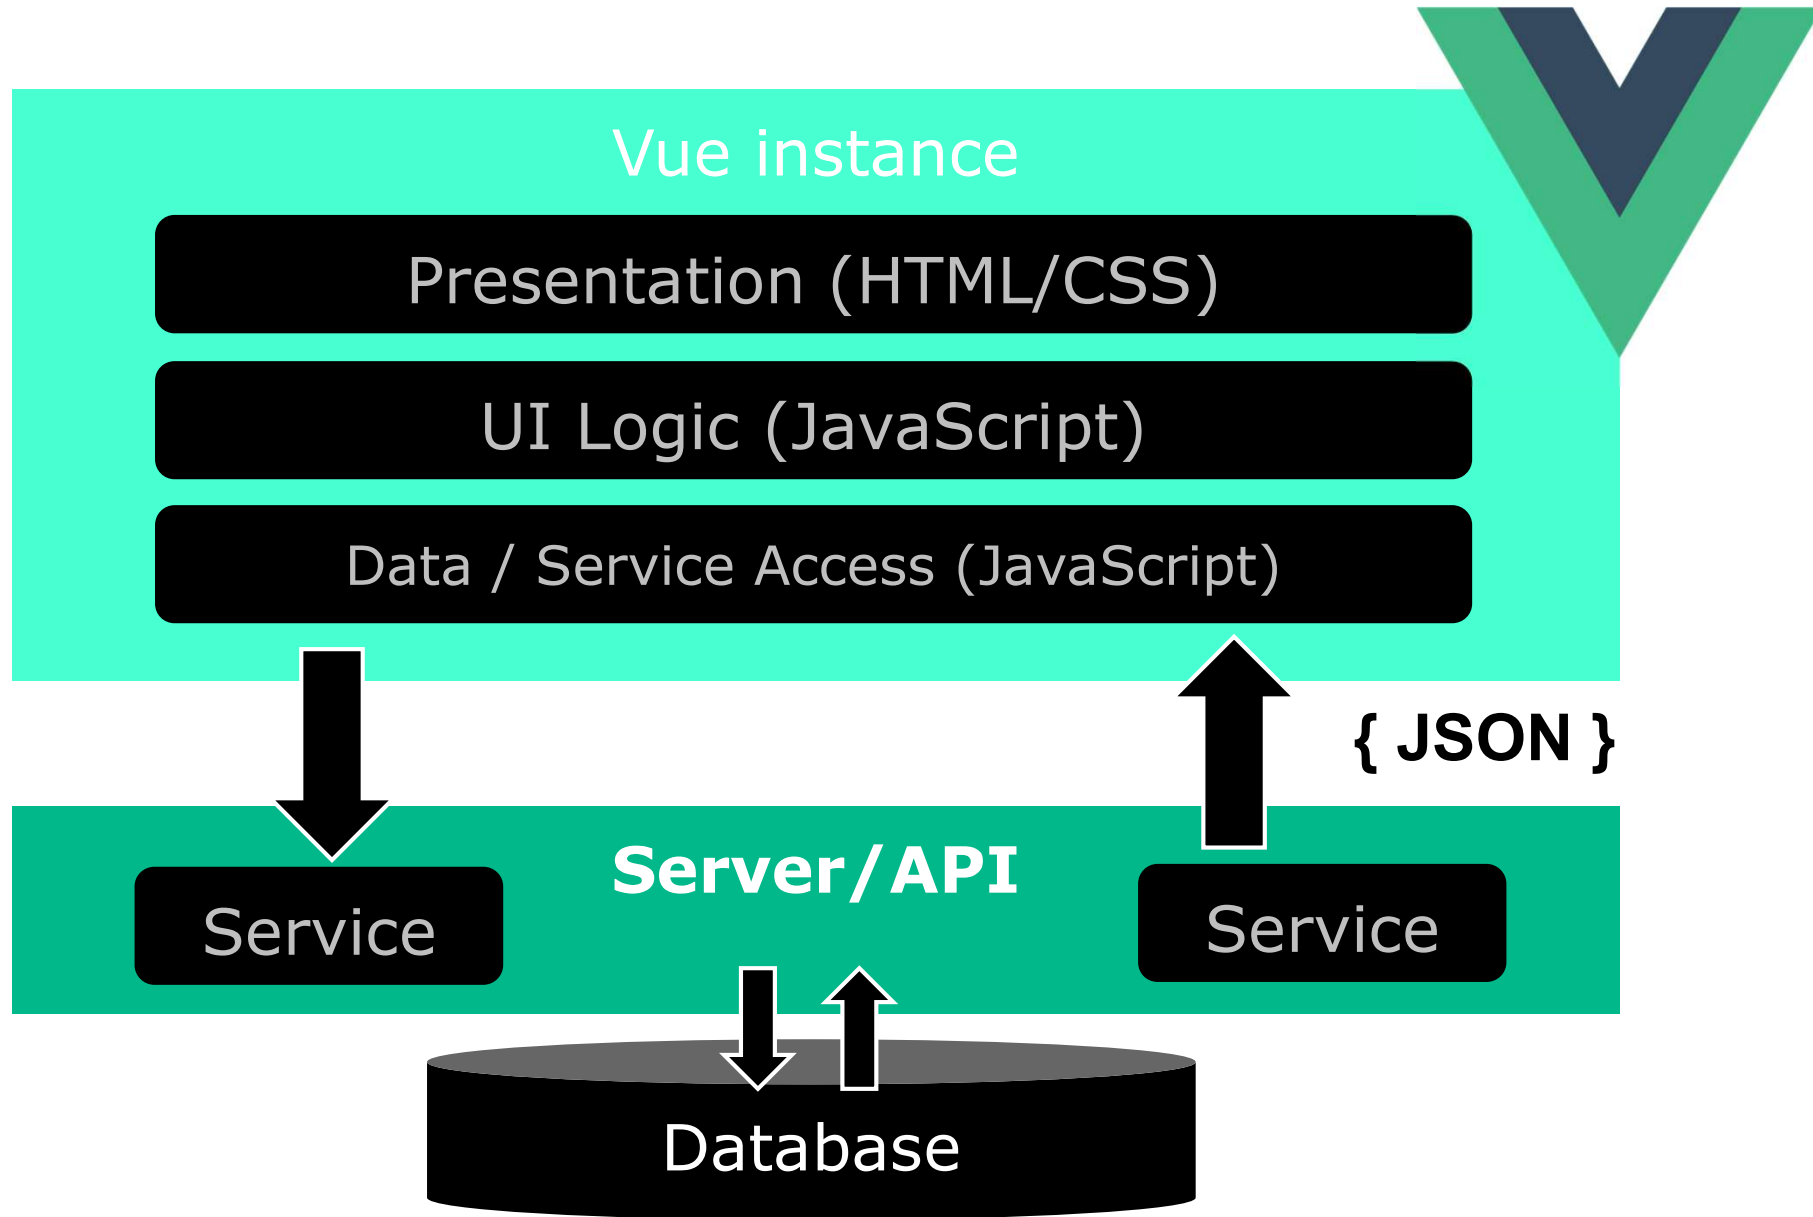 Vue instance
Presentation (HTML/CSS)
UI Logic (JavaScript)
Data / Service Access (JavaScript)
{ JSON }
Server/API
Service
Service
Database